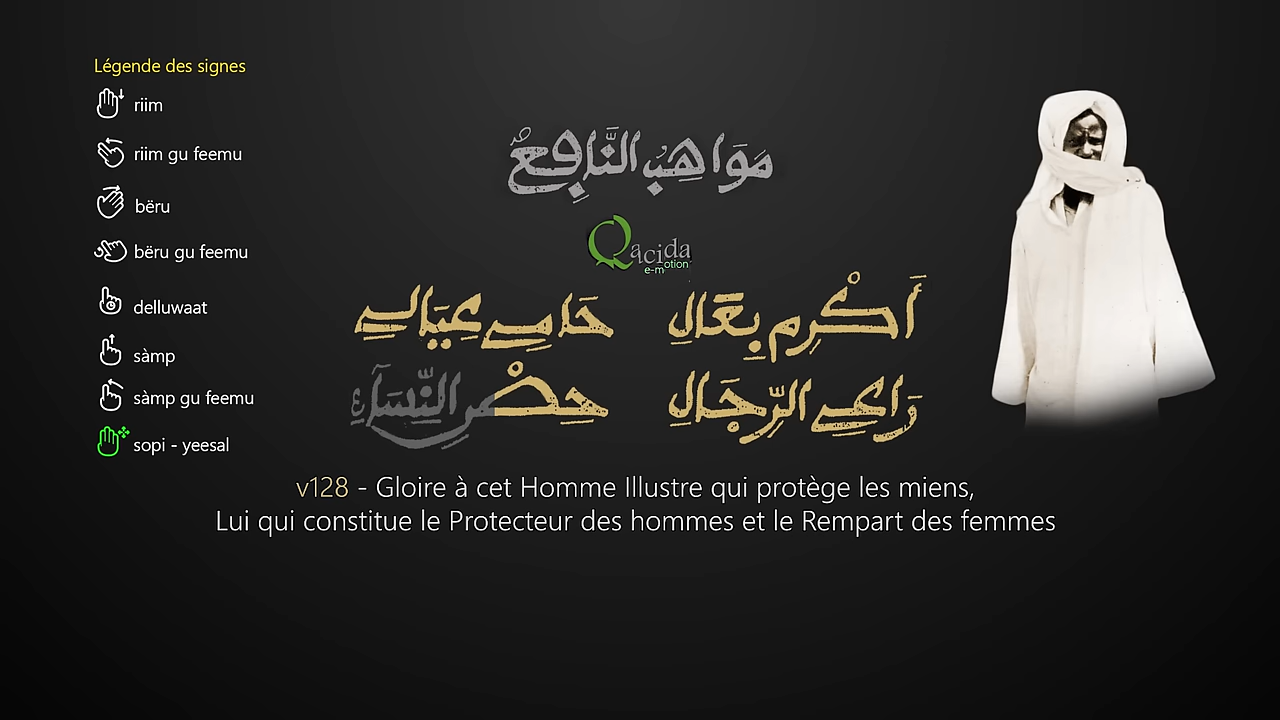 Légende des signes
riim
riim gu feemu
bëru
bëru gu feemu
delluwaat
sàmp
sàmp gu feemu
sopi - yeesal
مَوَاهِبُ النَّافِعُ
Qacida
e-motion
أَكْرِم بِعَالِ حَامِي عِيَالِي
رَاعِي الرِّجَالِ حِصْنِ النِّسَآءِ
v128 - Gloire à cet Homme Illustre qui protège les miens,
Lui qui constitue le Protecteur des hommes et le Rempart des femmes